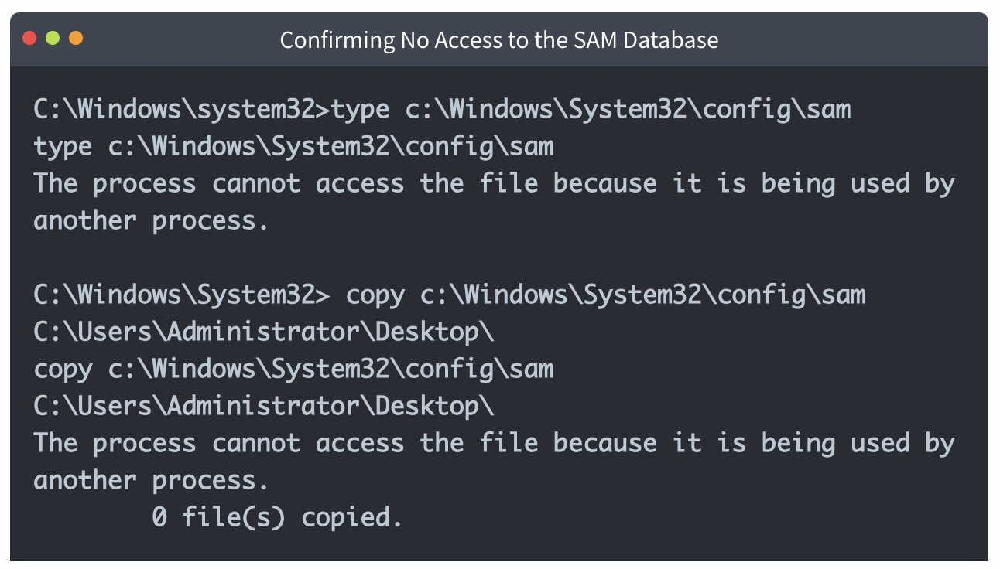 Confirming No Access to the SAM Database
C:\Windows\system32>type c:\Windows\System32\config\sam
type c:\Windows\System32\config\sam
The process cannot access the file because it is being used by
another process.
C:\Windows\System32> copy c:\Windows\System32\config\sam
C:\Users\Administrator\Desktop\
copy c:\Windows\System32\config\sam
C:\Users\Administrator\Desktop\
The process cannot access the file because it is being used by
another process.
0 file(s) copied.